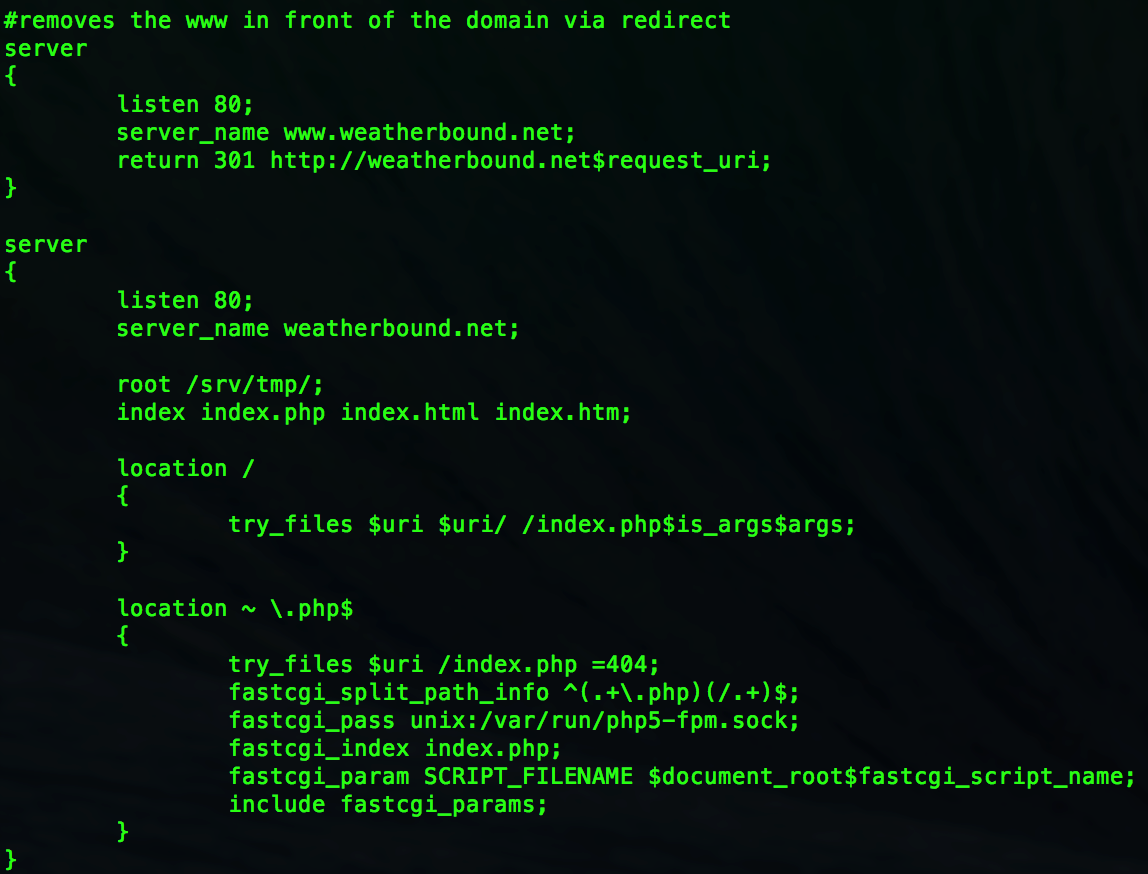 #removes the www in front of the domain via redirect
server
{
        listen 80;
        server_name www.weatherbound.net;
        return 301 http://weatherbound.net$request_uri;
}

server
{
        listen 80;
        server_name weatherbound.net;

        root /srv/tmp/;
        index index.php index.html index.htm;

        location /
        {
                try_files $uri $uri/ /index.php$is_args$args;
        }

        location ~ \.php$
        {
                try_files $uri /index.php =404;
                fastcgi_split_path_info ^(.+\.php)(/.+)$;
                fastcgi_pass unix:/var/run/php5-fpm.sock;
                fastcgi_index index.php;
                fastcgi_param SCRIPT_FILENAME $document_root$fastcgi_script_name;
                include fastcgi_params;
        }
}